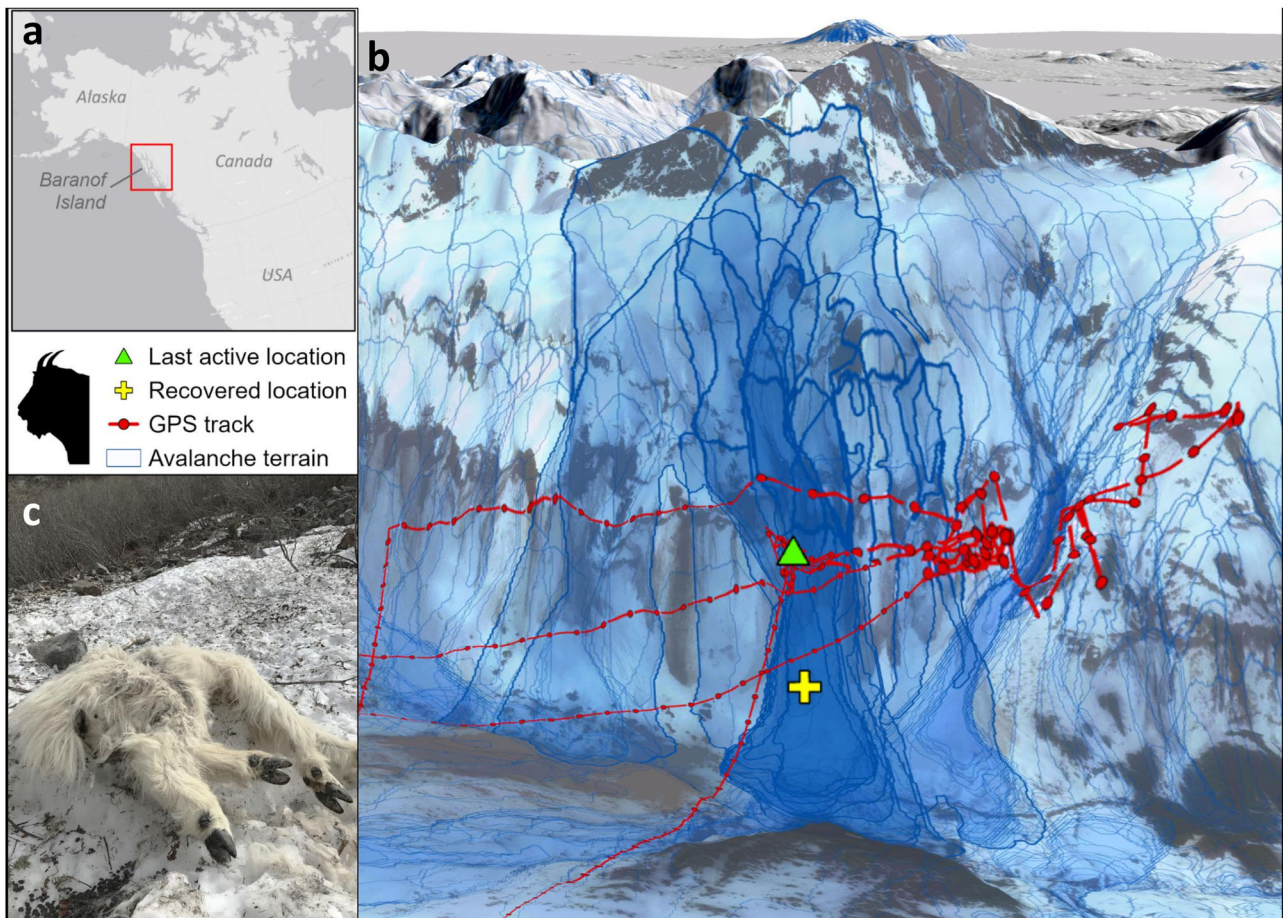 a
Alaska
Canada
Baranof
Island
USA
Last active location
Recovered location
GPS track
Avalanche terrain
b
c